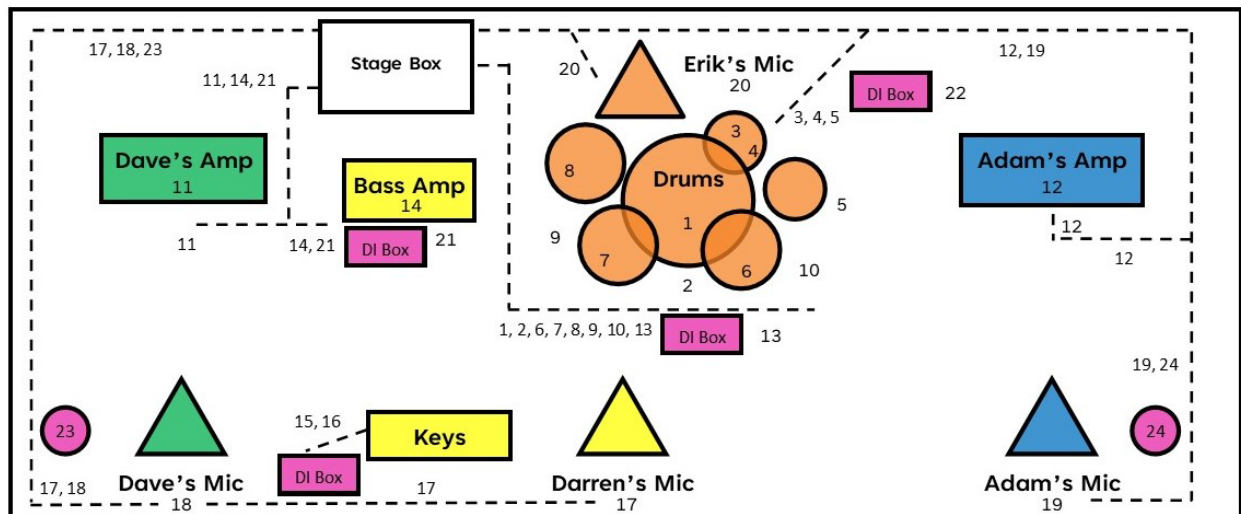 17, 18, 23
Stage Box
11, 14, 21
20
Erik's Mic
20
12, 19
DI Box
22
3, 4, 5
3
4
8
Drums
5
1
9
7
6
10
2
Dave's Amp
11
Bass Amp
14
11
14, 21
DI Box
21
Adam's Amp
12
12
12
1, 2, 6, 7, 8, 9, 10, 13
DI Box
13
19, 24
23
15, 16
Keys
24
DI Box
17, 18
Dave's Mic
18
17
Darren's Mic
17
Adam's Mic
19